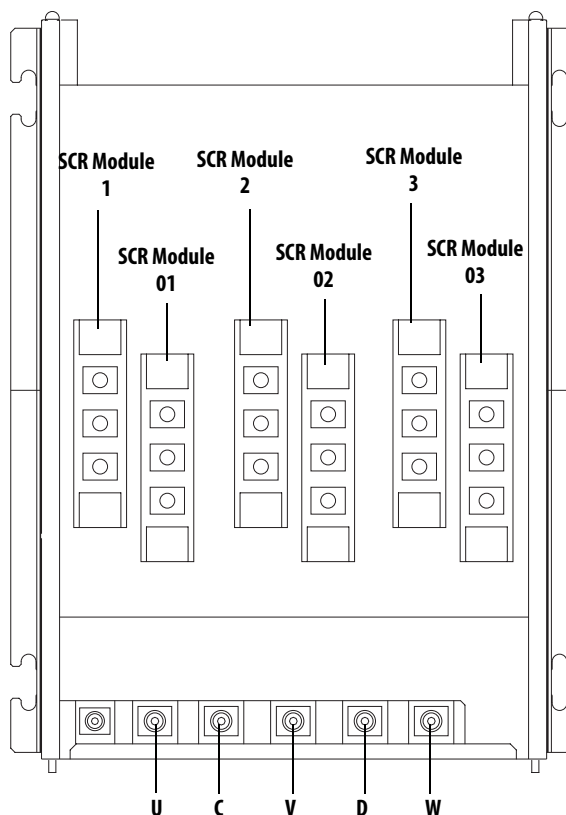 SCR Module
1
SCR Module
2
SCR Module
3
SCR Module
01
SCR Module
02
SCR Module
03
U C V D W